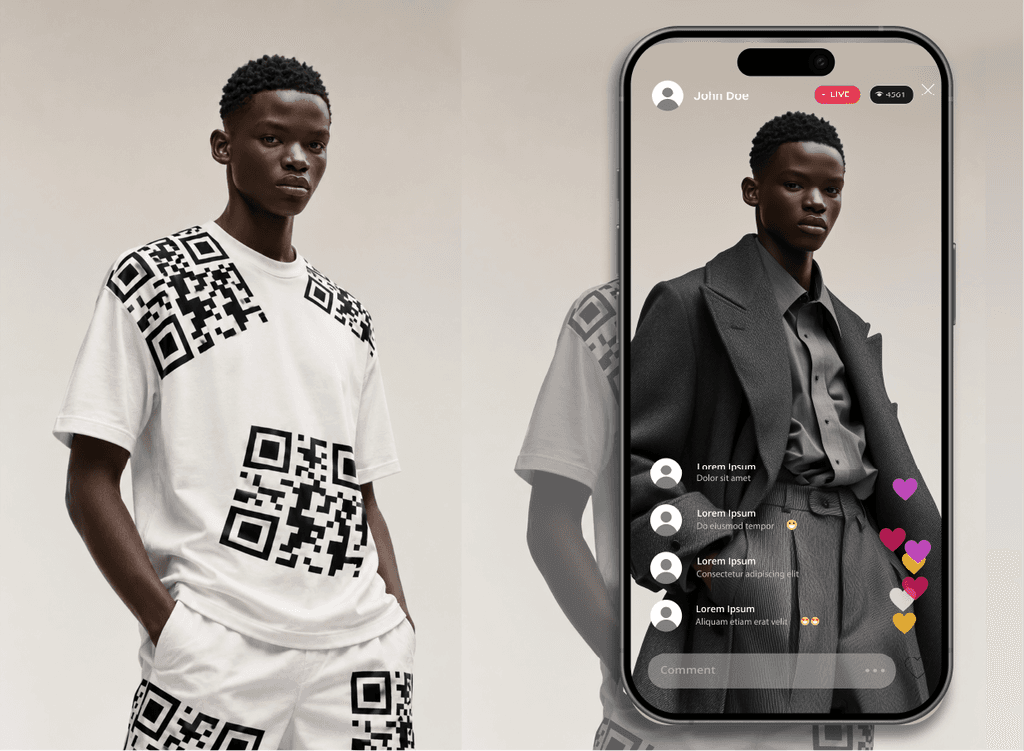 John Doe
LIVE
4561
Lorem Ipsum
Dolor sit amet
Lorem Ipsum
Do eiusmod tempor
Lorem Ipsum
Consectetur adipiscing elit
Lorem Ipsum
Aliquam etiam erat velit
Comment